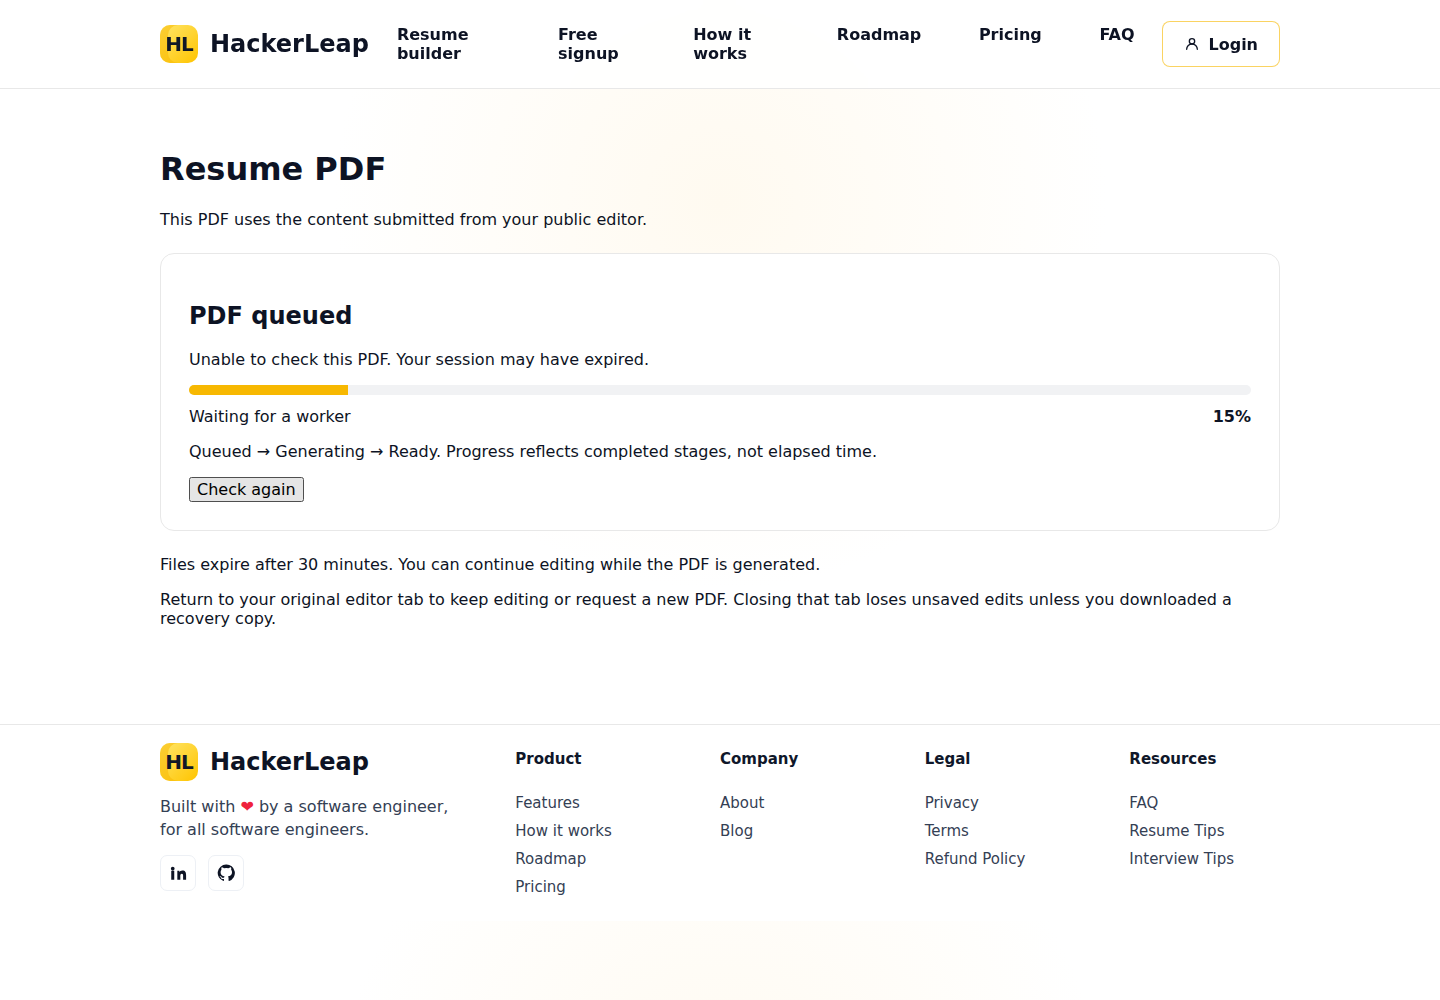 HL HackerLeap
Resume builder
Free signup
How it works
Roadmap
Pricing
FAQ
Login
Resume PDF
This PDF uses the content submitted from your public editor.
PDF queued
Unable to check this PDF. Your session may have expired.
Waiting for a worker 15%
Queued → Generating → Ready. Progress reflects completed stages, not elapsed time.
Check again
Files expire after 30 minutes. You can continue editing while the PDF is generated.
Return to your original editor tab to keep editing or request a new PDF. Closing that tab loses unsaved edits unless you downloaded a
recovery copy.
HL HackerLeap
Built with ❤ by a software engineer,
for all software engineers.
in
Product
Features
How it works
Roadmap
Pricing
Company
About
Blog
Legal
Privacy
Terms
Refund Policy
Resources
FAQ
Resume Tips
Interview Tips